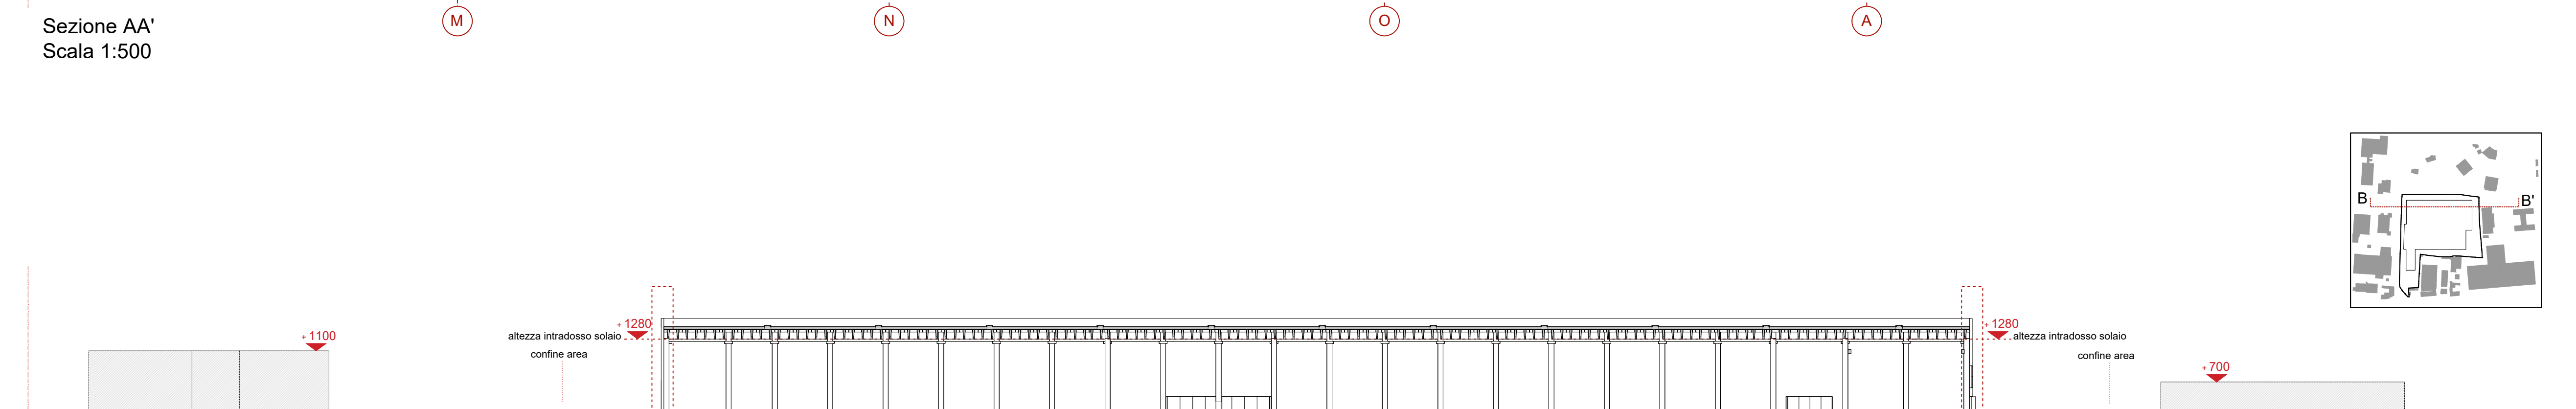 Sezione AA'
Scala 1:500
M
N
O
A
B
B'
+ 1100
+ 1280
altezza intradosso solaio
confine area
+ 1280
altezza intradosso solaio
confine area
+ 700